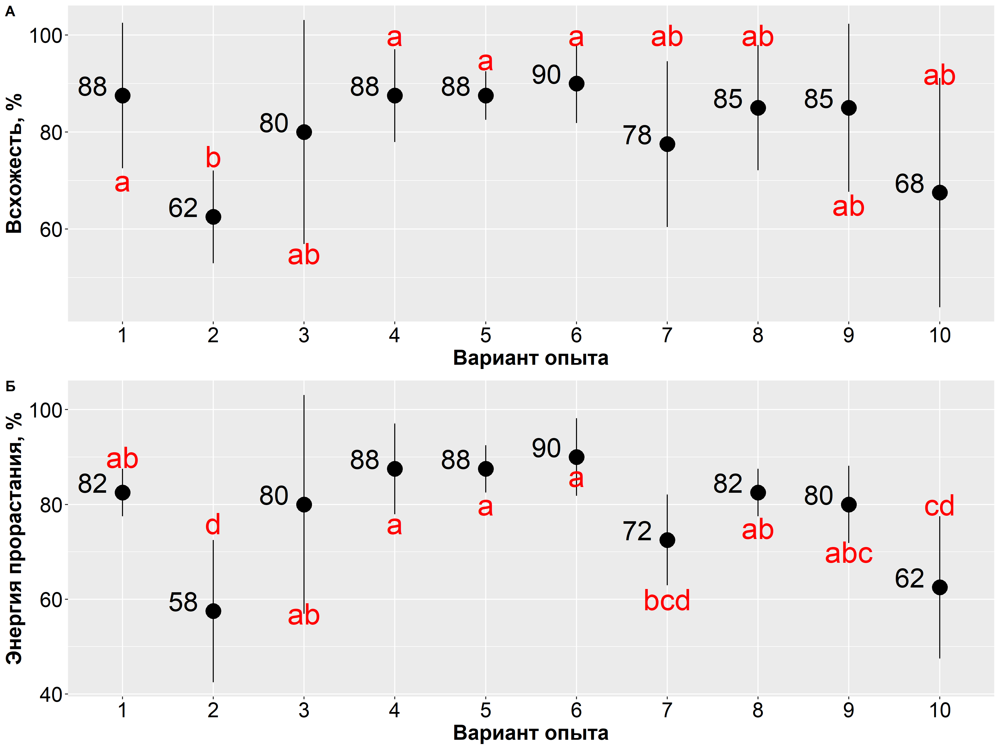 А
Всхожесть, %
100
80
60
88
a
62
b
80
ab
88
a
88
a
90
a
78
ab
85
ab
85
ab
68
ab
1 2 3 4 5 6 7 8 9 10
Вариант опыта
Б
Энергия прорастания, %
100
80
60
40
82
ab
58
d
80
ab
88
a
88
a
90
a
72
bcd
82
ab
80
abc
62
cd
1 2 3 4 5 6 7 8 9 10
Вариант опыта